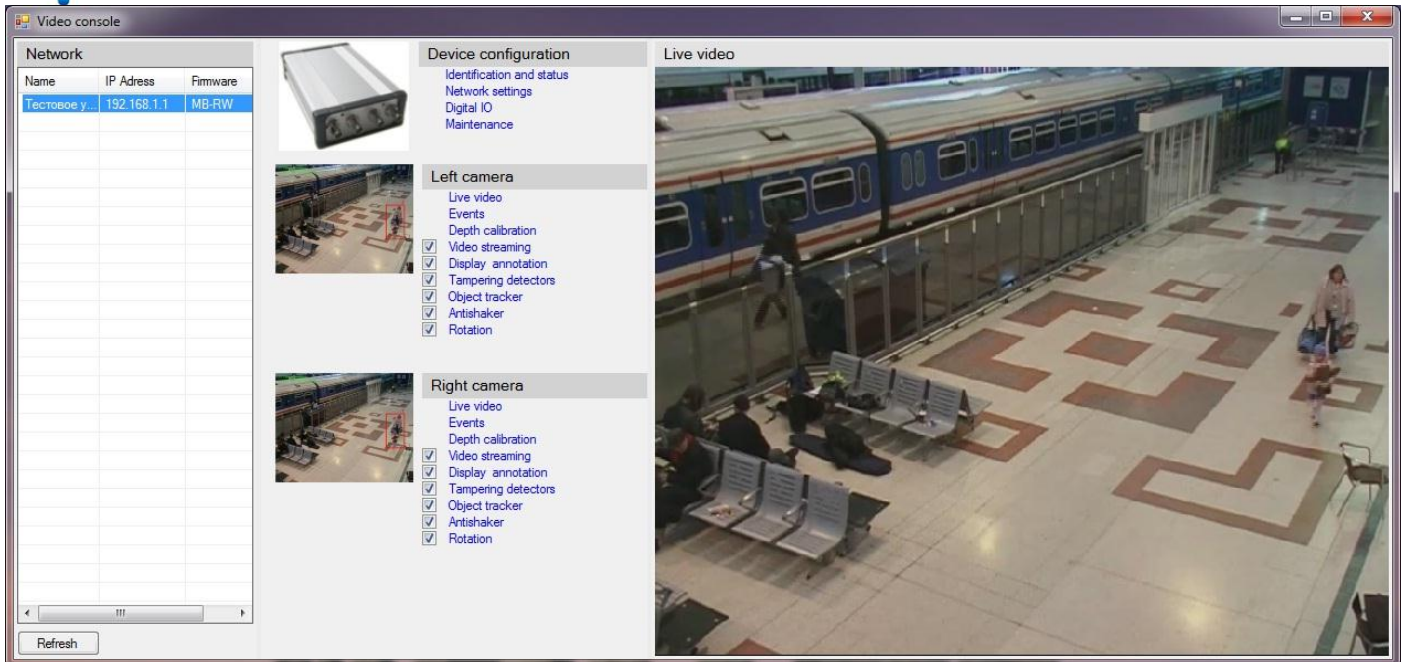 Video console
Network
Name IP Adress Firmware
Тестовое у... 192.168.1.1 MB-RW
Refresh
Device configuration
Identification and status
Network settings
Digital IO
Maintenance
Left camera
Live video
Events
Depth calibration
Video streaming
Display annotation
Tampering detectors
Object tracker
Antishaker
Rotation
Right camera
Live video
Events
Depth calibration
Video streaming
Display annotation
Tampering detectors
Object tracker
Antishaker
Rotation
Live video